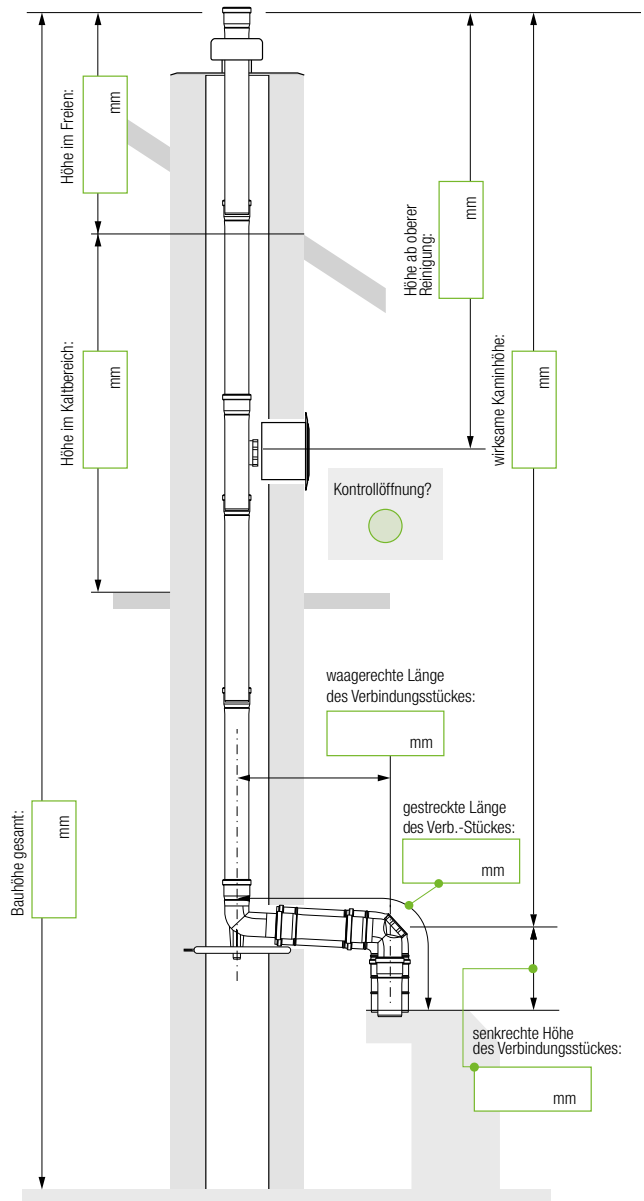 Höhe im Freien:
mm
Höhe ab oberer
Reinigung:
mm
Höhe im Kaltbereich:
mm
wirksame Kaminhöhe:
mm
Kontrollöffnung?
waagerechte Länge
des Verbindungsstückes:
mm
Bauhöhe gesamt:
mm
gestreckte Länge
des Verb.-Stückes:
mm
senkrechte Höhe
des Verbindungsstückes:
mm